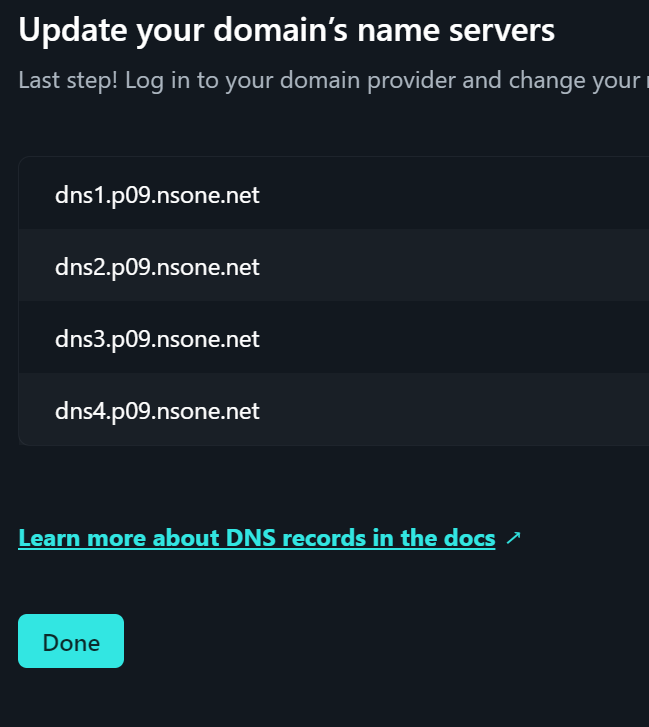 Update your domain’s name servers
Last step! Log in to your domain provider and change your
dns1.p09.nsone.net
dns2.p09.nsone.net
dns3.p09.nsone.net
dns4.p09.nsone.net
Learn more about DNS records in the docs ↗
Done